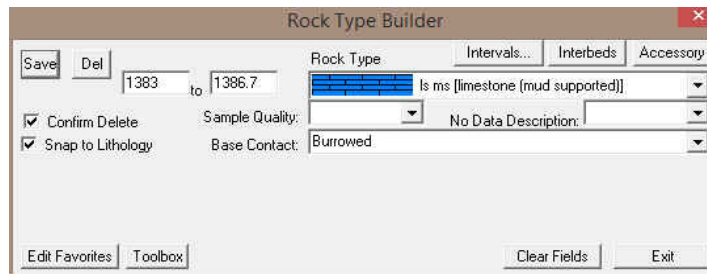 Rock Type Builder
Save Del Rock Type Intervals... Interbeds Accessory
1383 to 1386.7 ls ms [limestone (mud supported)]
Confirm Delete Sample Quality: No Data Description:
Snap to Lithology Base Contact: Burrowed
Edit Favorites Toolbox Clear Fields Exit